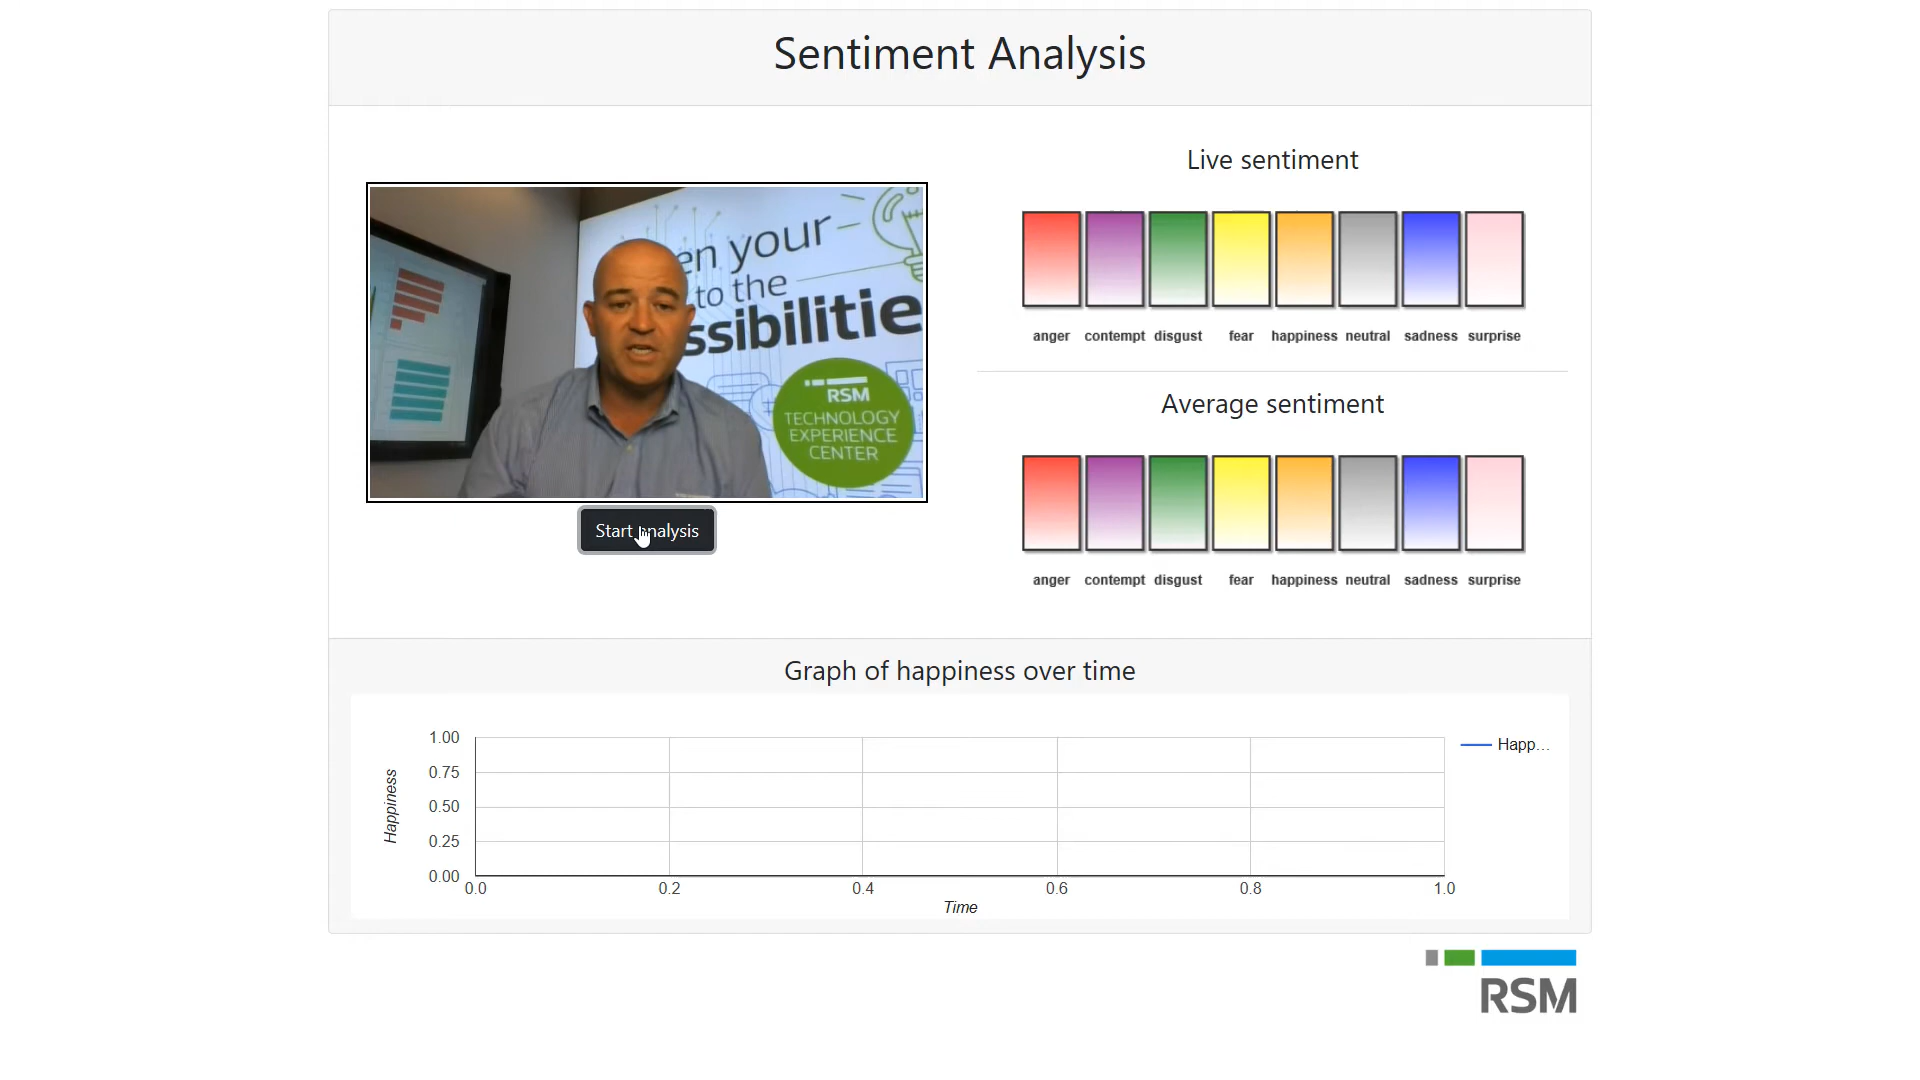 Sentiment Analysis
en your
to the
ssibilitie
RSM
TECHNOLOGY
EXPERIENCE
CENTER
Start analysis
Live sentiment
anger contempt disgust fear happiness neutral sadness surprise
Average sentiment
anger contempt disgust fear happiness neutral sadness surprise
Graph of happiness over time
1.00
0.75
0.50
0.25
0.00
Happiness
0.0 0.2 0.4 0.6 0.8 1.0
Time
Happ...
RSM